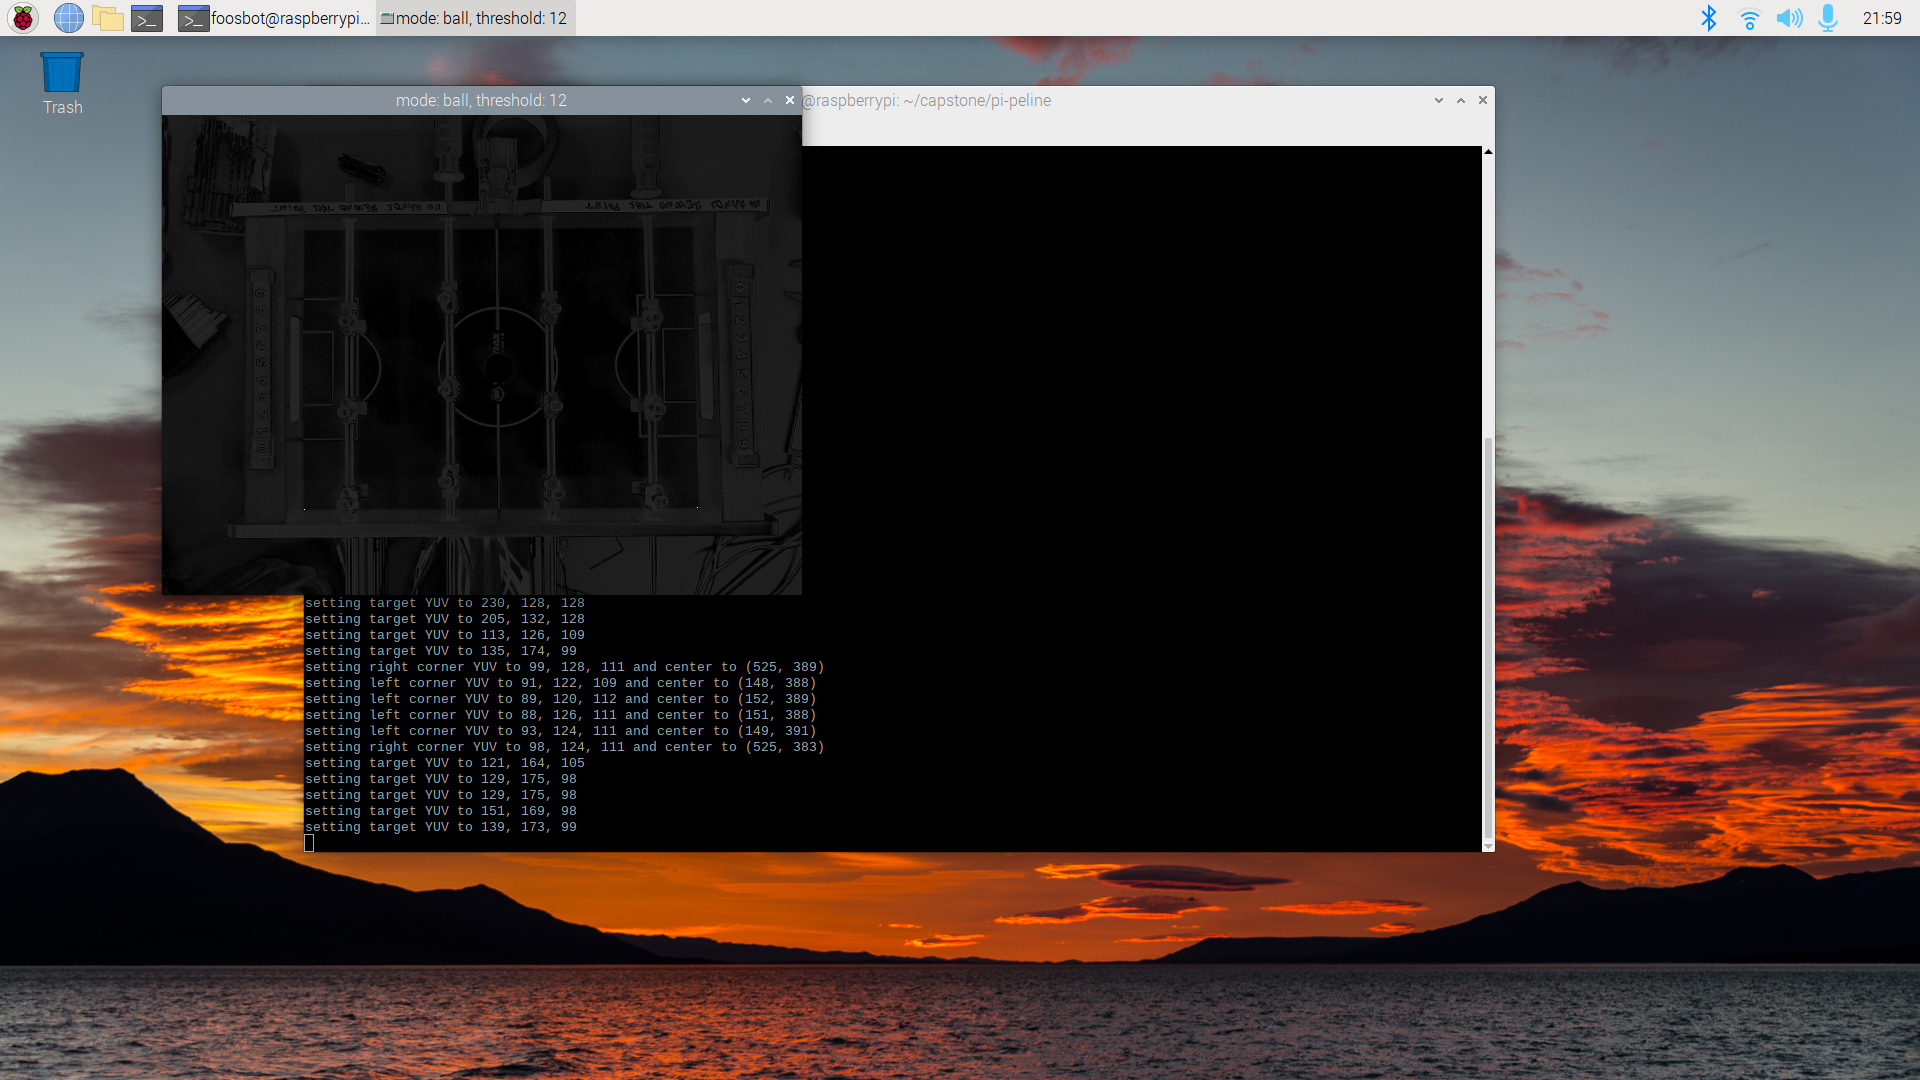 foosbot@raspberrypi...
mode: ball, threshold: 12
21:59
Trash
mode: ball, threshold: 12
@raspberrypi: ~/capstone/pi-peline
setting target YUV to 230, 128, 128
setting target YUV to 205, 132, 128
setting target YUV to 113, 126, 109
setting target YUV to 135, 174, 99
setting right corner YUV to 99, 128, 111 and center to (525, 389)
setting left corner YUV to 91, 122, 109 and center to (148, 388)
setting left corner YUV to 89, 120, 112 and center to (152, 389)
setting left corner YUV to 88, 126, 111 and center to (151, 388)
setting left corner YUV to 93, 124, 111 and center to (149, 391)
setting right corner YUV to 98, 124, 111 and center to (525, 383)
setting target YUV to 121, 164, 105
setting target YUV to 129, 175, 98
setting target YUV to 129, 175, 98
setting target YUV to 151, 169, 98
setting target YUV to 139, 173, 99